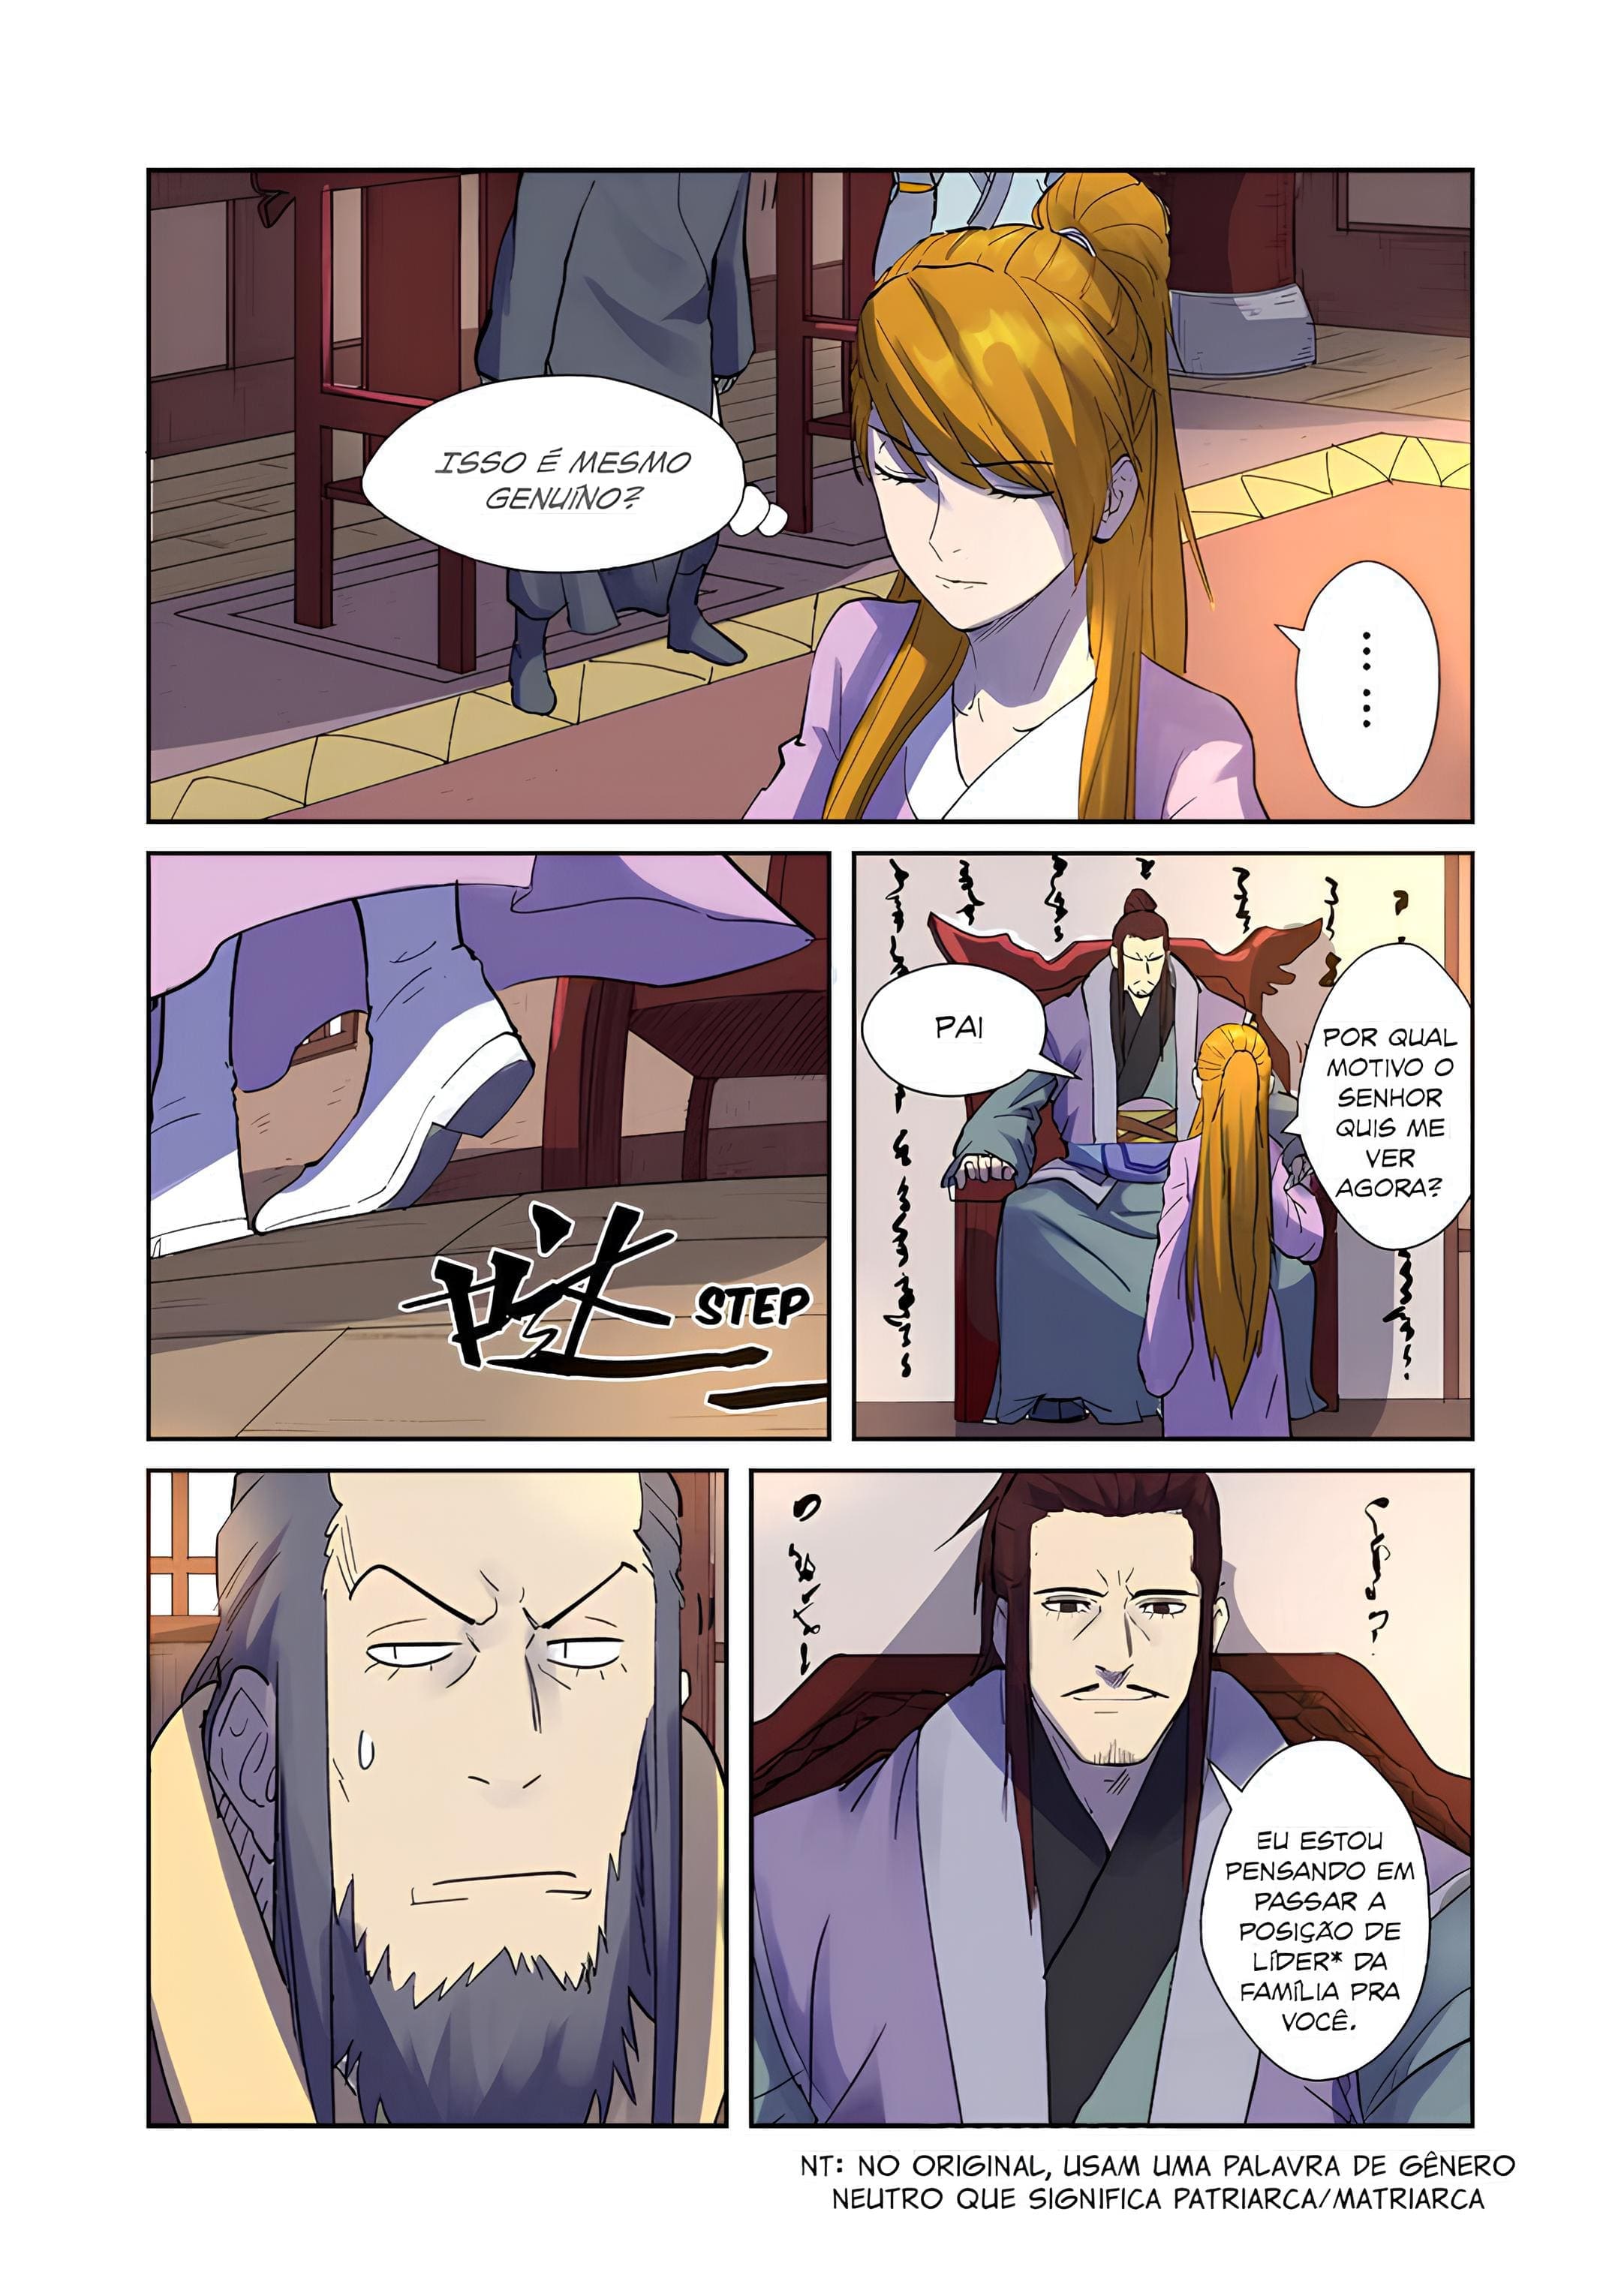 ISSO É MESMO
GENUÍNO?
......
哒
STEP
PAI
POR QUAL
MOTIVO O
SENHOR
QUIS ME
VER
AGORA?
EU ESTOU
PENSANDO EM
PASSAR A
POSIÇÃO DE
LÍDER* DA
FAMÍLIA PRA
VOCÊ.
NT: NO ORIGINAL, USAM UMA PALAVRA DE GÊNERO
NEUTRO QUE SIGNIFICA PATRIARCA/MATRIARCA